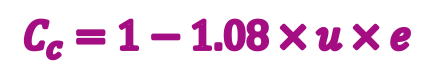 C_c = 1 − 1.08 × u × e